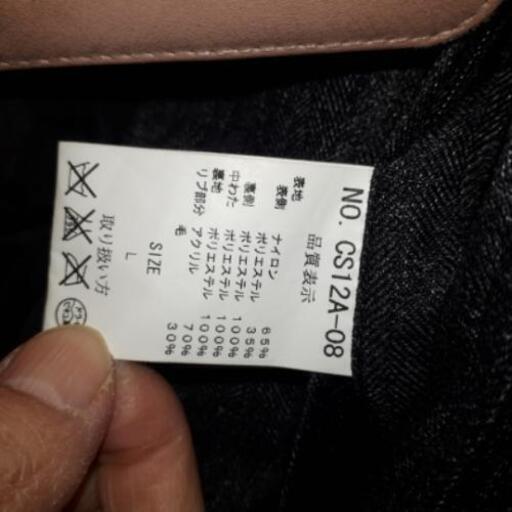 NO. CS12A-08
品質表示
表地
表側 ナイロン 65%
ポリエステル 35%
裏側 ポリエステル 100%
中わた ポリエステル 100%
裏地 ポリエステル 100%
リブ部分 アクリル 70%
毛 30%
SIZE
L
取り扱い方